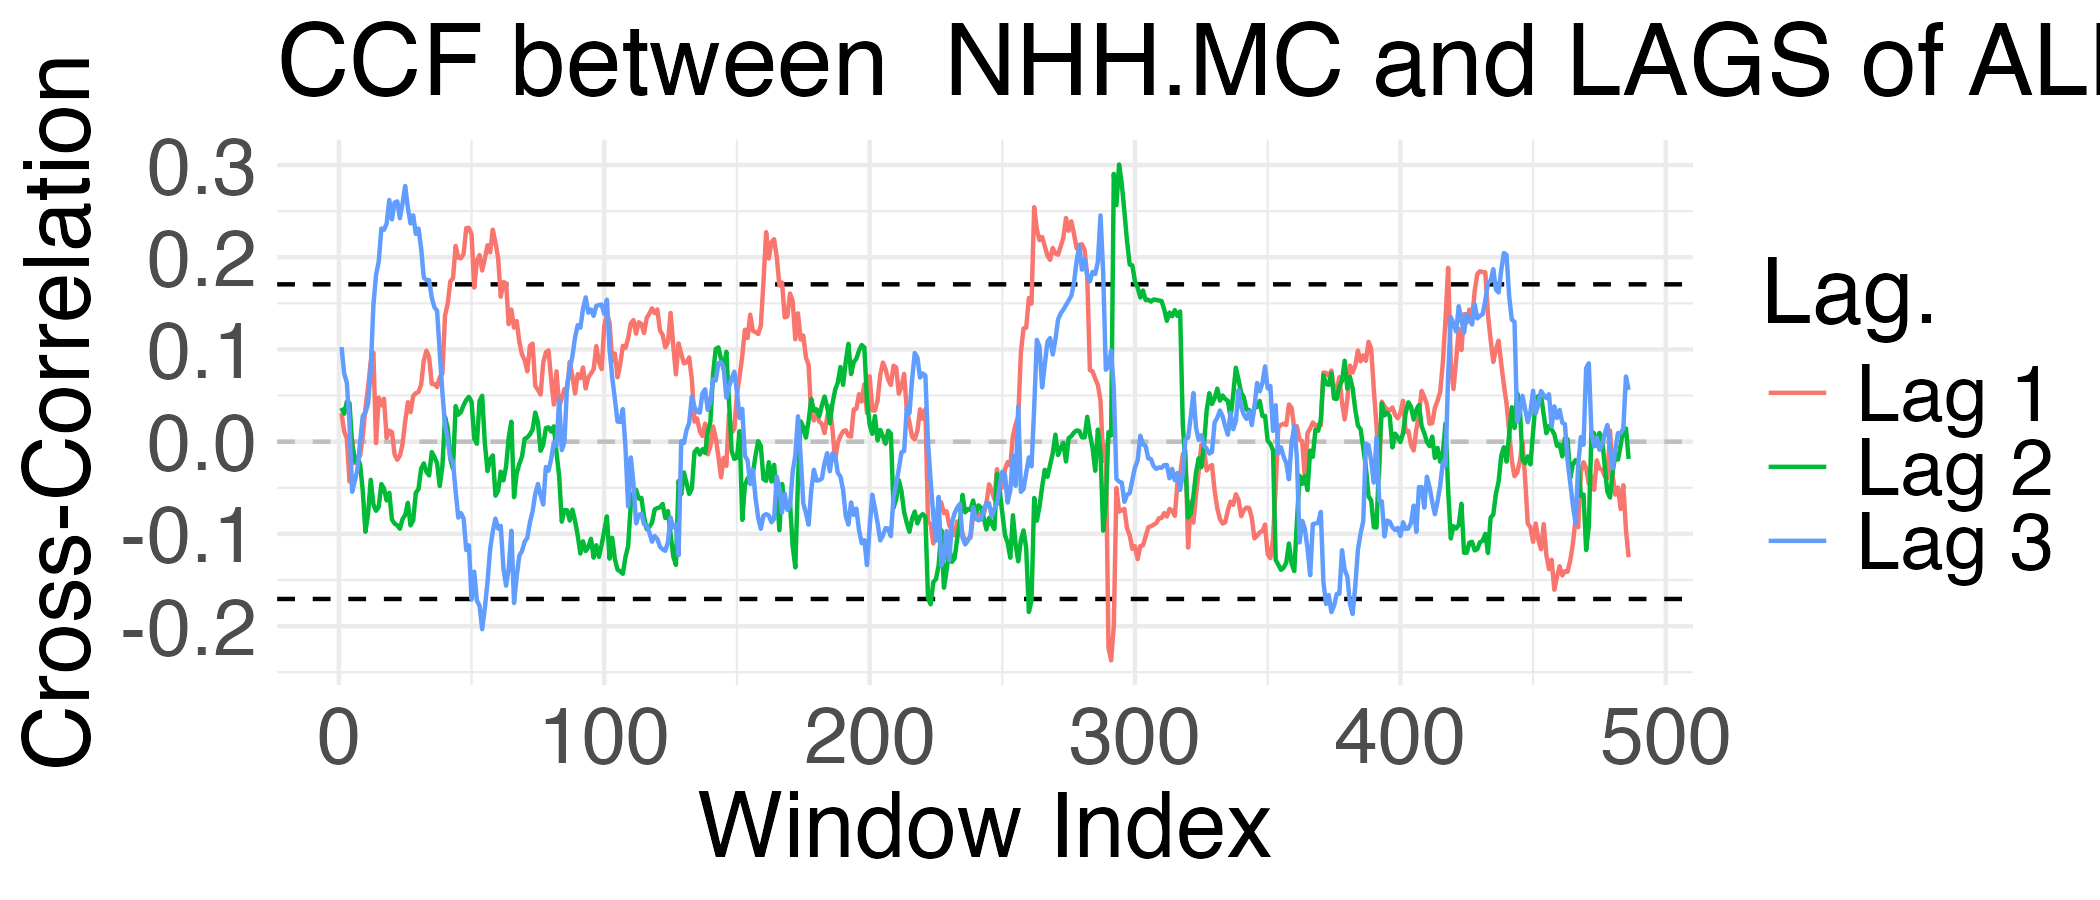 CCF between NHH.MC and LAGS of
Cross-Correlation
0.3
0.2
0.1
0.0
-0.1
-0.2
0
100
200
300
400
500
Window Index
Lag.
Lag 1
Lag 2
Lag 3